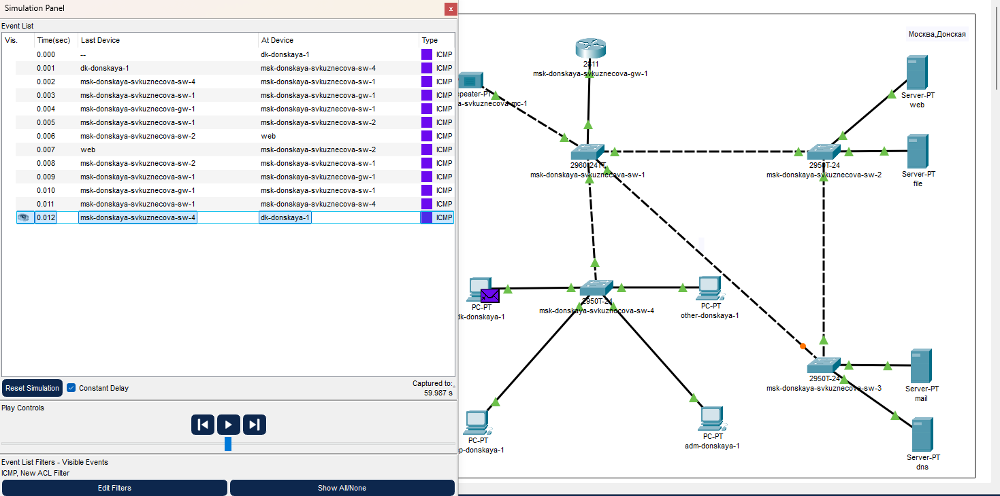 Simulation Panel
x
Event List
Vis. Time(sec) Last Device At Device Type
0.000 -- dk-donskaya-1 ICMP
0.001 dk-donskaya-1 msk-donskaya-svkuznecova-sw-4 ICMP
0.002 msk-donskaya-svkuznecova-sw-4 msk-donskaya-svkuznecova-sw-1 ICMP
0.003 msk-donskaya-svkuznecova-sw-1 msk-donskaya-svkuznecova-gw-1 ICMP
0.004 msk-donskaya-svkuznecova-gw-1 msk-donskaya-svkuznecova-sw-1 ICMP
0.005 msk-donskaya-svkuznecova-sw-1 msk-donskaya-svkuznecova-sw-2 ICMP
0.006 msk-donskaya-svkuznecova-sw-2 web ICMP
0.007 web msk-donskaya-svkuznecova-sw-2 ICMP
0.008 msk-donskaya-svkuznecova-sw-2 msk-donskaya-svkuznecova-sw-1 ICMP
0.009 msk-donskaya-svkuznecova-sw-1 msk-donskaya-svkuznecova-gw-1 ICMP
0.010 msk-donskaya-svkuznecova-gw-1 msk-donskaya-svkuznecova-sw-1 ICMP
0.011 msk-donskaya-svkuznecova-sw-1 msk-donskaya-svkuznecova-sw-4 ICMP
0.012 msk-donskaya-svkuznecova-sw-4 dk-donskaya-1 ICMP
Reset Simulation
Constant Delay
Captured to:
59.987 s
Play Controls
Event List Filters - Visible Events
ICMP, New ACL Filter
Edit Filters
Show All/None
Москва,Донская
2811
msk-donskaya-svkuznecova-gw-1
epeater-PT
a-svkuznecova-mc-1
Server-PT
web
2960-24TT
msk-donskaya-svkuznecova-sw-1
2950T-24
msk-donskaya-svkuznecova-sw-2
Server-PT
file
PC-PT
dk-donskaya-1
2950T-24
msk-donskaya-svkuznecova-sw-4
PC-PT
other-donskaya-1
2950T-24
msk-donskaya-svkuznecova-sw-3
Server-PT
mail
PC-PT
p-donskaya-1
PC-PT
adm-donskaya-1
Server-PT
dns